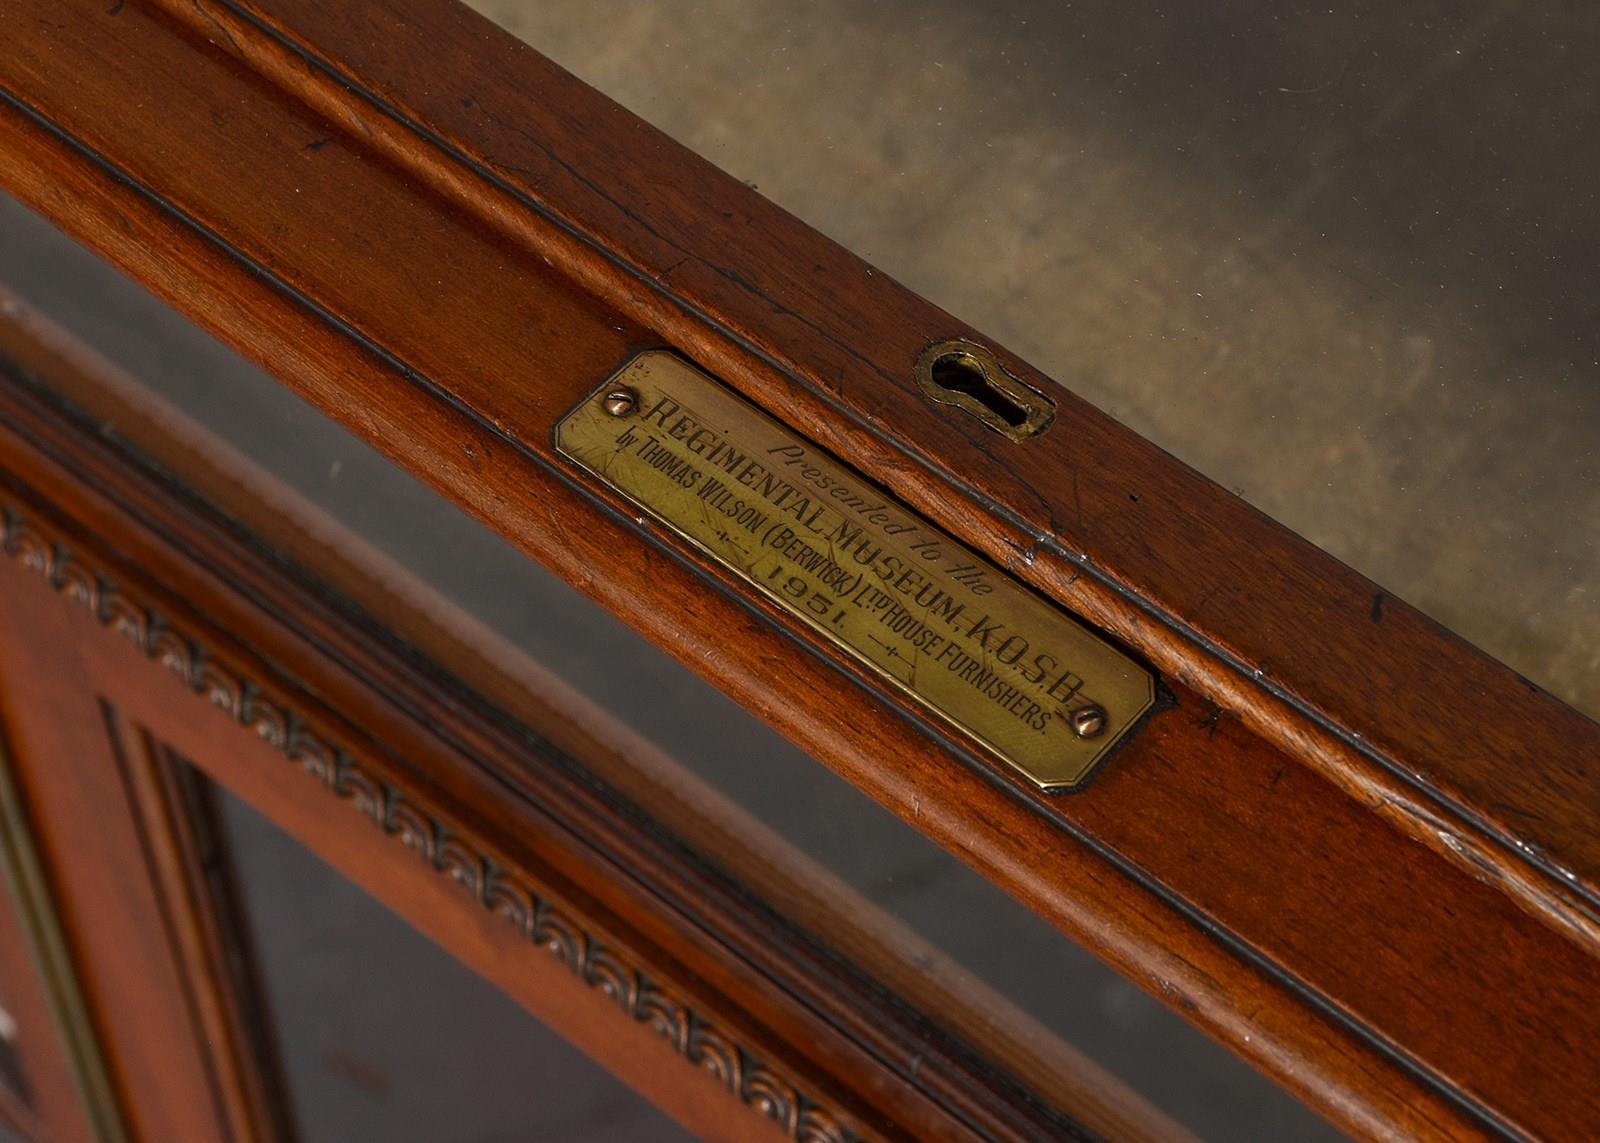 Presented to the
REGIMENTAL MUSEUM, K.O.S.B.
by THOMAS WILSON (BERWICK) LTD HOUSE FURNISHERS.
1951.